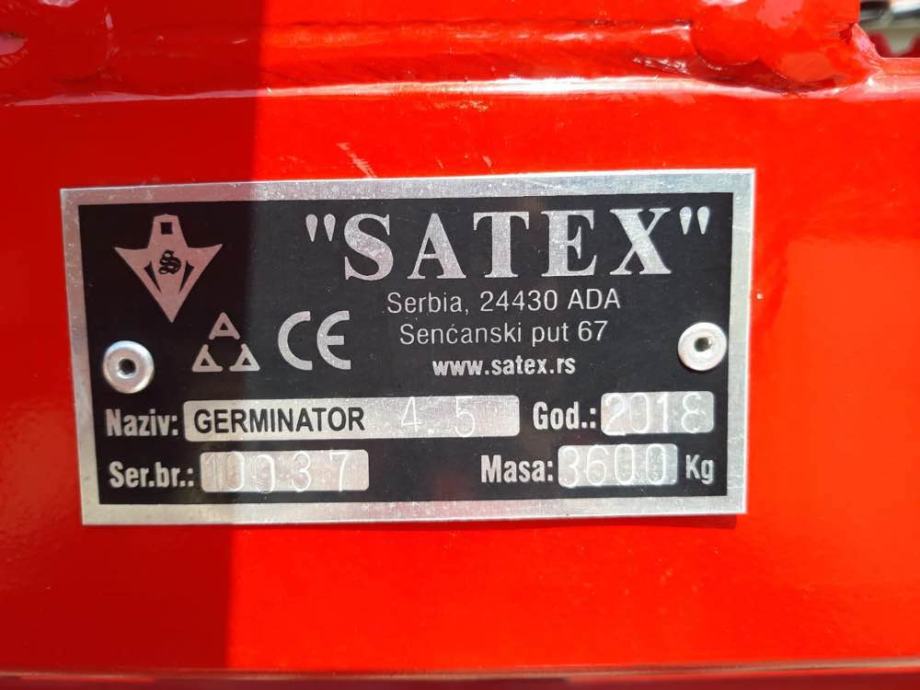 "SATEX"
Serbia, 24430 ADA
Senćanski put 67
www.satex.rs
S
A
A A
CE
Naziv: GERMINATOR 4.5 God.: 2018
Ser.br.: 10037 Masa: 3600 Kg